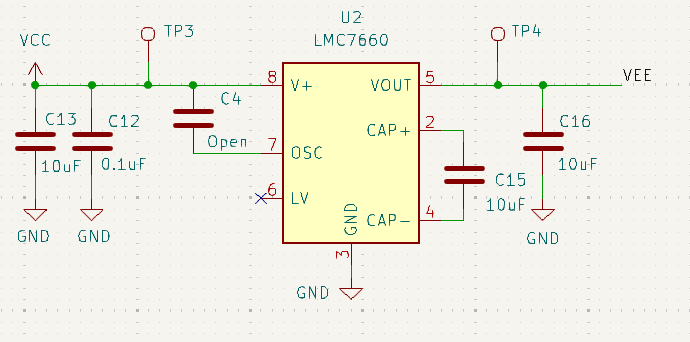 U2
LMC7660
VCC
TP3
TP4
VEE
8
V+
VOUT
5
C4
Open
C13
10uF
C12
0.1uF
CAP+
2
C16
10uF
7
OSC
6
LV
C15
10uF
GND
CAP-
4
3
GND
GND
GND
GND